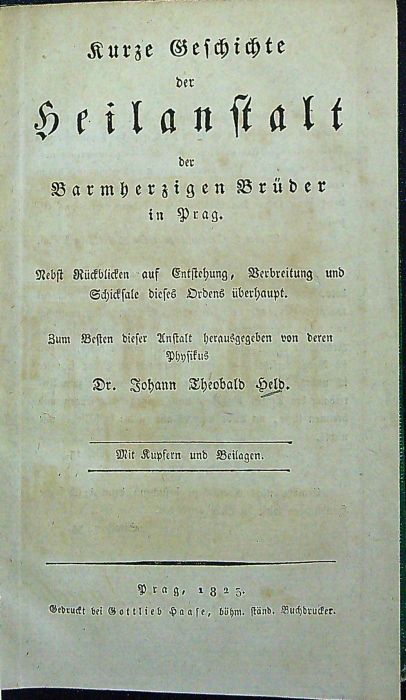 Kurze Geschichte
der
Heilanstalt
der
Barmherzigen Brüder
in Prag.
Nebst Rückblicken auf Entstehung, Verbreitung und
Schicksale dieses Ordens überhaupt.
Zum Besten dieser Anstalt herausgegeben von deren
Physikus
Dr. Johann Theobald Held.
Mit Kupfern und Beilagen.
Prag, 1823.
Gedruckt bei Gottlieb Haase, böhm. ständ. Buchdrucker.